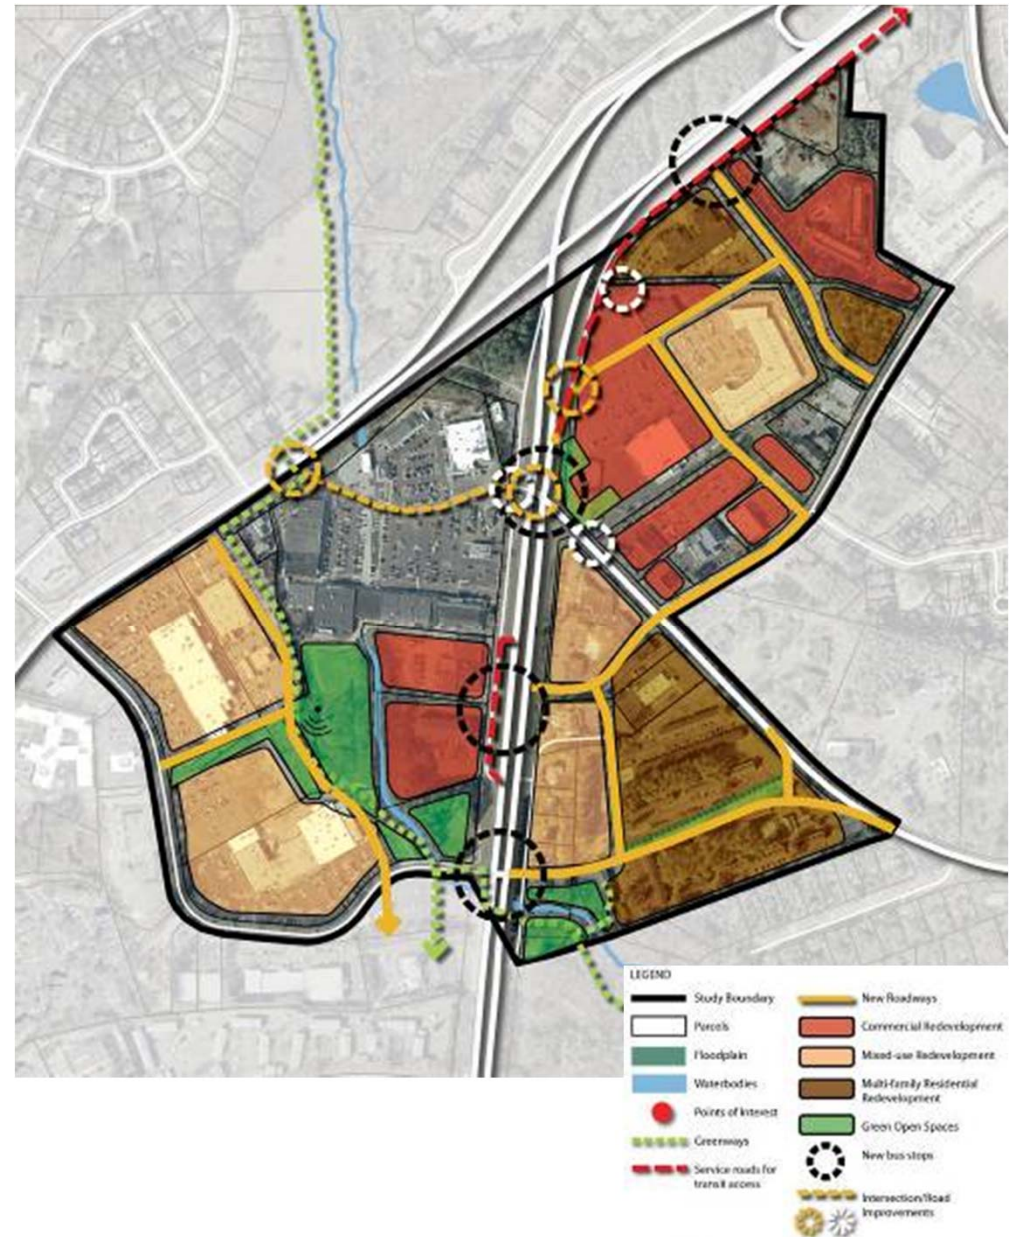 LEGEND
Study Boundary
Parcels
Floodplain
Waterbodies
Points of Interest
Greenways
Service roads for
transit access
New Roadways
Commercial Redevelopment
Mixed-use Redevelopment
Multi-family Residential
Redevelopment
Green Open Spaces
New bus stops
Intersection/Road
Improvements